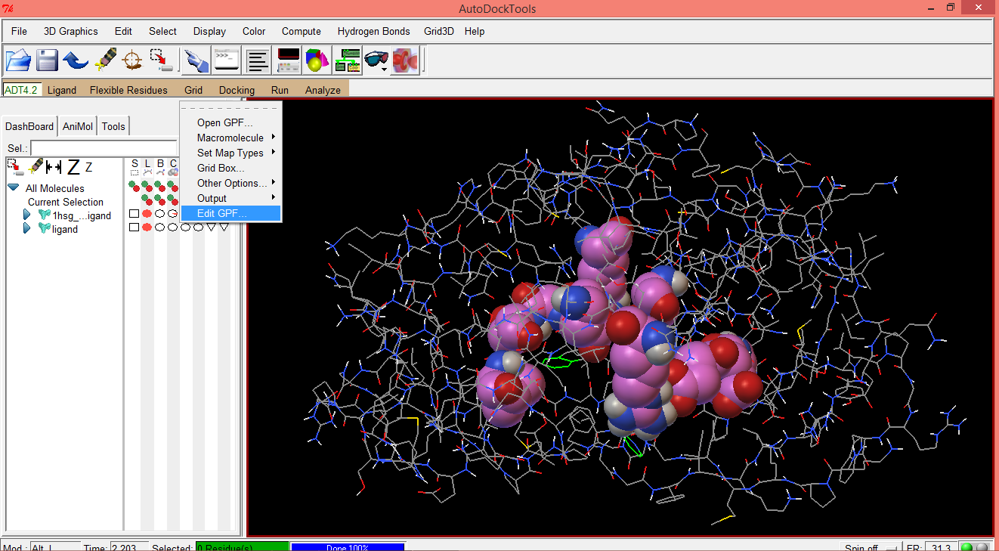 AutoDockTools
File 3D Graphics Edit Select Display Color Compute Hydrogen Bonds Grid3D Help
>>>_
ADT4.2 Ligand Flexible Residues Grid Docking Run Analyze
DashBoard AniMol Tools
Sel.:
Z Z
S L B C
All Molecules
Current Selection
1hsg_...igand
ligand
Open GPF...
Macromolecule
Set Map Types
Grid Box...
Other Options...
Output
Edit GPF...
Mod.: Alt_L Time: 2.203 Selected: 0 Residue(s) Done 100% Spin off FR: 31.3